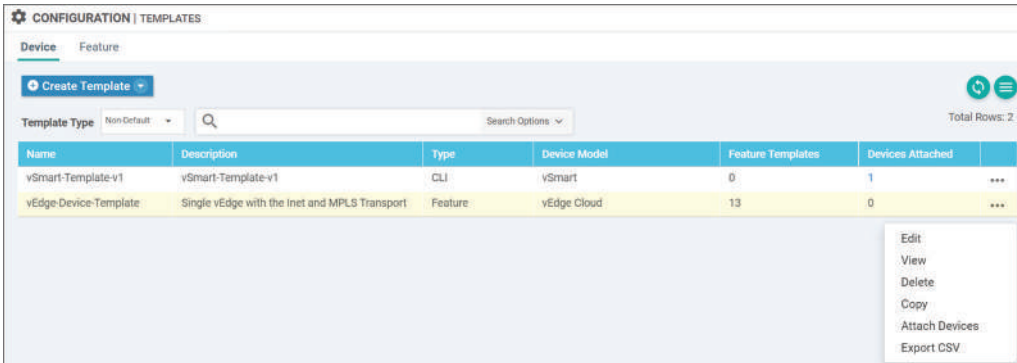 CONFIGURATION | TEMPLATES
Device Feature
Create Template
Template Type Non-Default Search Options Total Rows: 2
Name Description Type Device Model Feature Templates Devices Attached
vSmart-Template-v1 vSmart-Template-v1 CLI vSmart 0 1
vEdge-Device-Template Single vEdge with the Inet and MPLS Transport Feature vEdge Cloud 13 0
Edit
View
Delete
Copy
Attach Devices
Export CSV